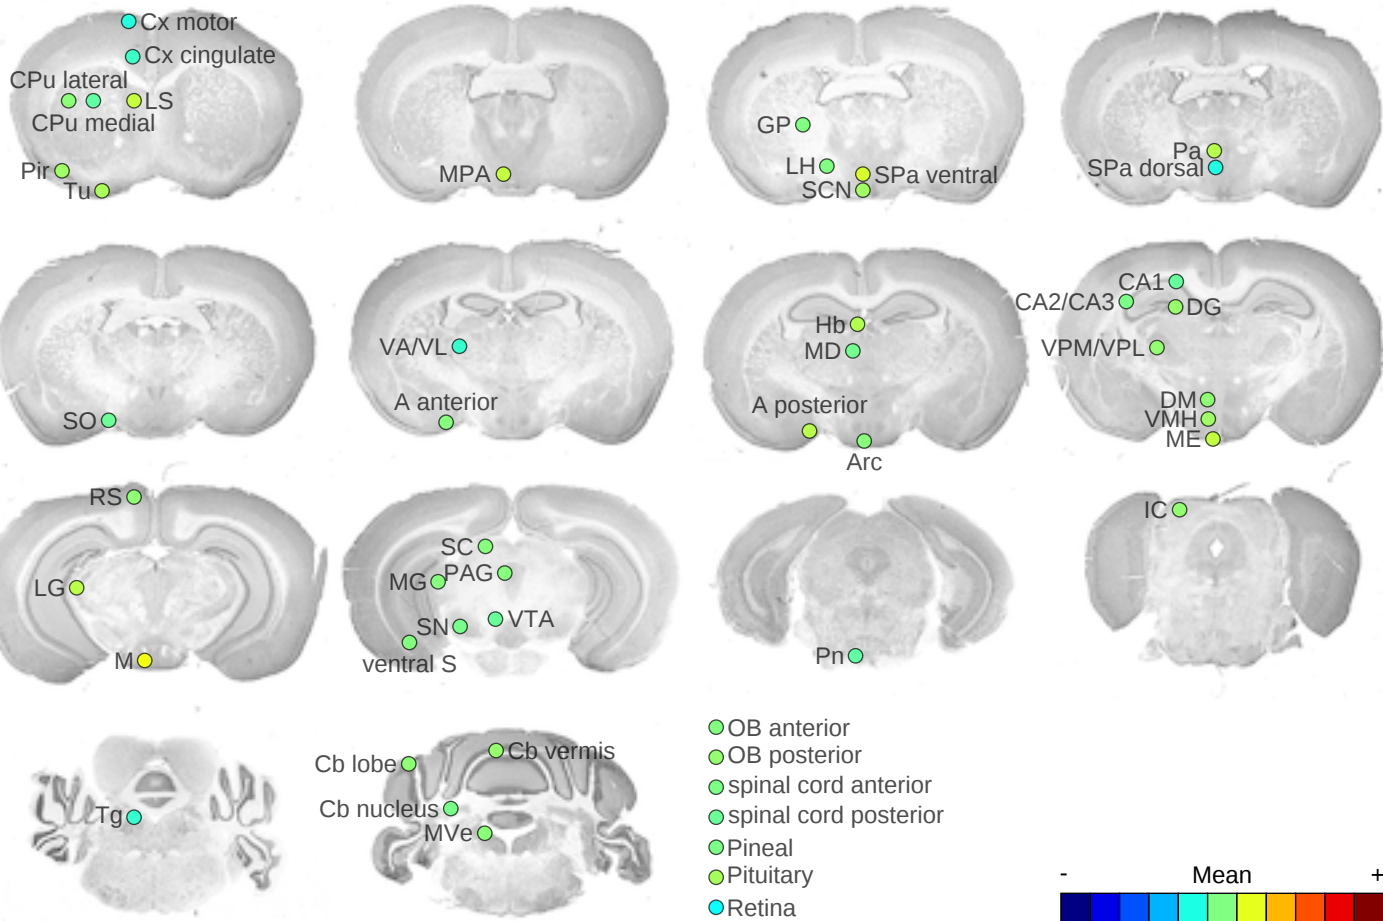 Cx motor
Cx cingulate
CPu lateral
LS
CPu medial
Pir
Tu
MPA
GP
LH
SPa ventral
SCN
Pa
SPa dorsal
SO
VA/VL
A anterior
Hb
MD
A posterior
Arc
CA1
CA2/CA3
DG
VPM/VPL
DM
VMH
ME
RS
LG
M
SC
MG
PAG
SN
VTA
ventral S
Pn
IC
Tg
Cb lobe
Cb vermis
Cb nucleus
MVe
OB anterior
OB posterior
spinal cord anterior
spinal cord posterior
Pineal
Pituitary
Retina
- Mean +